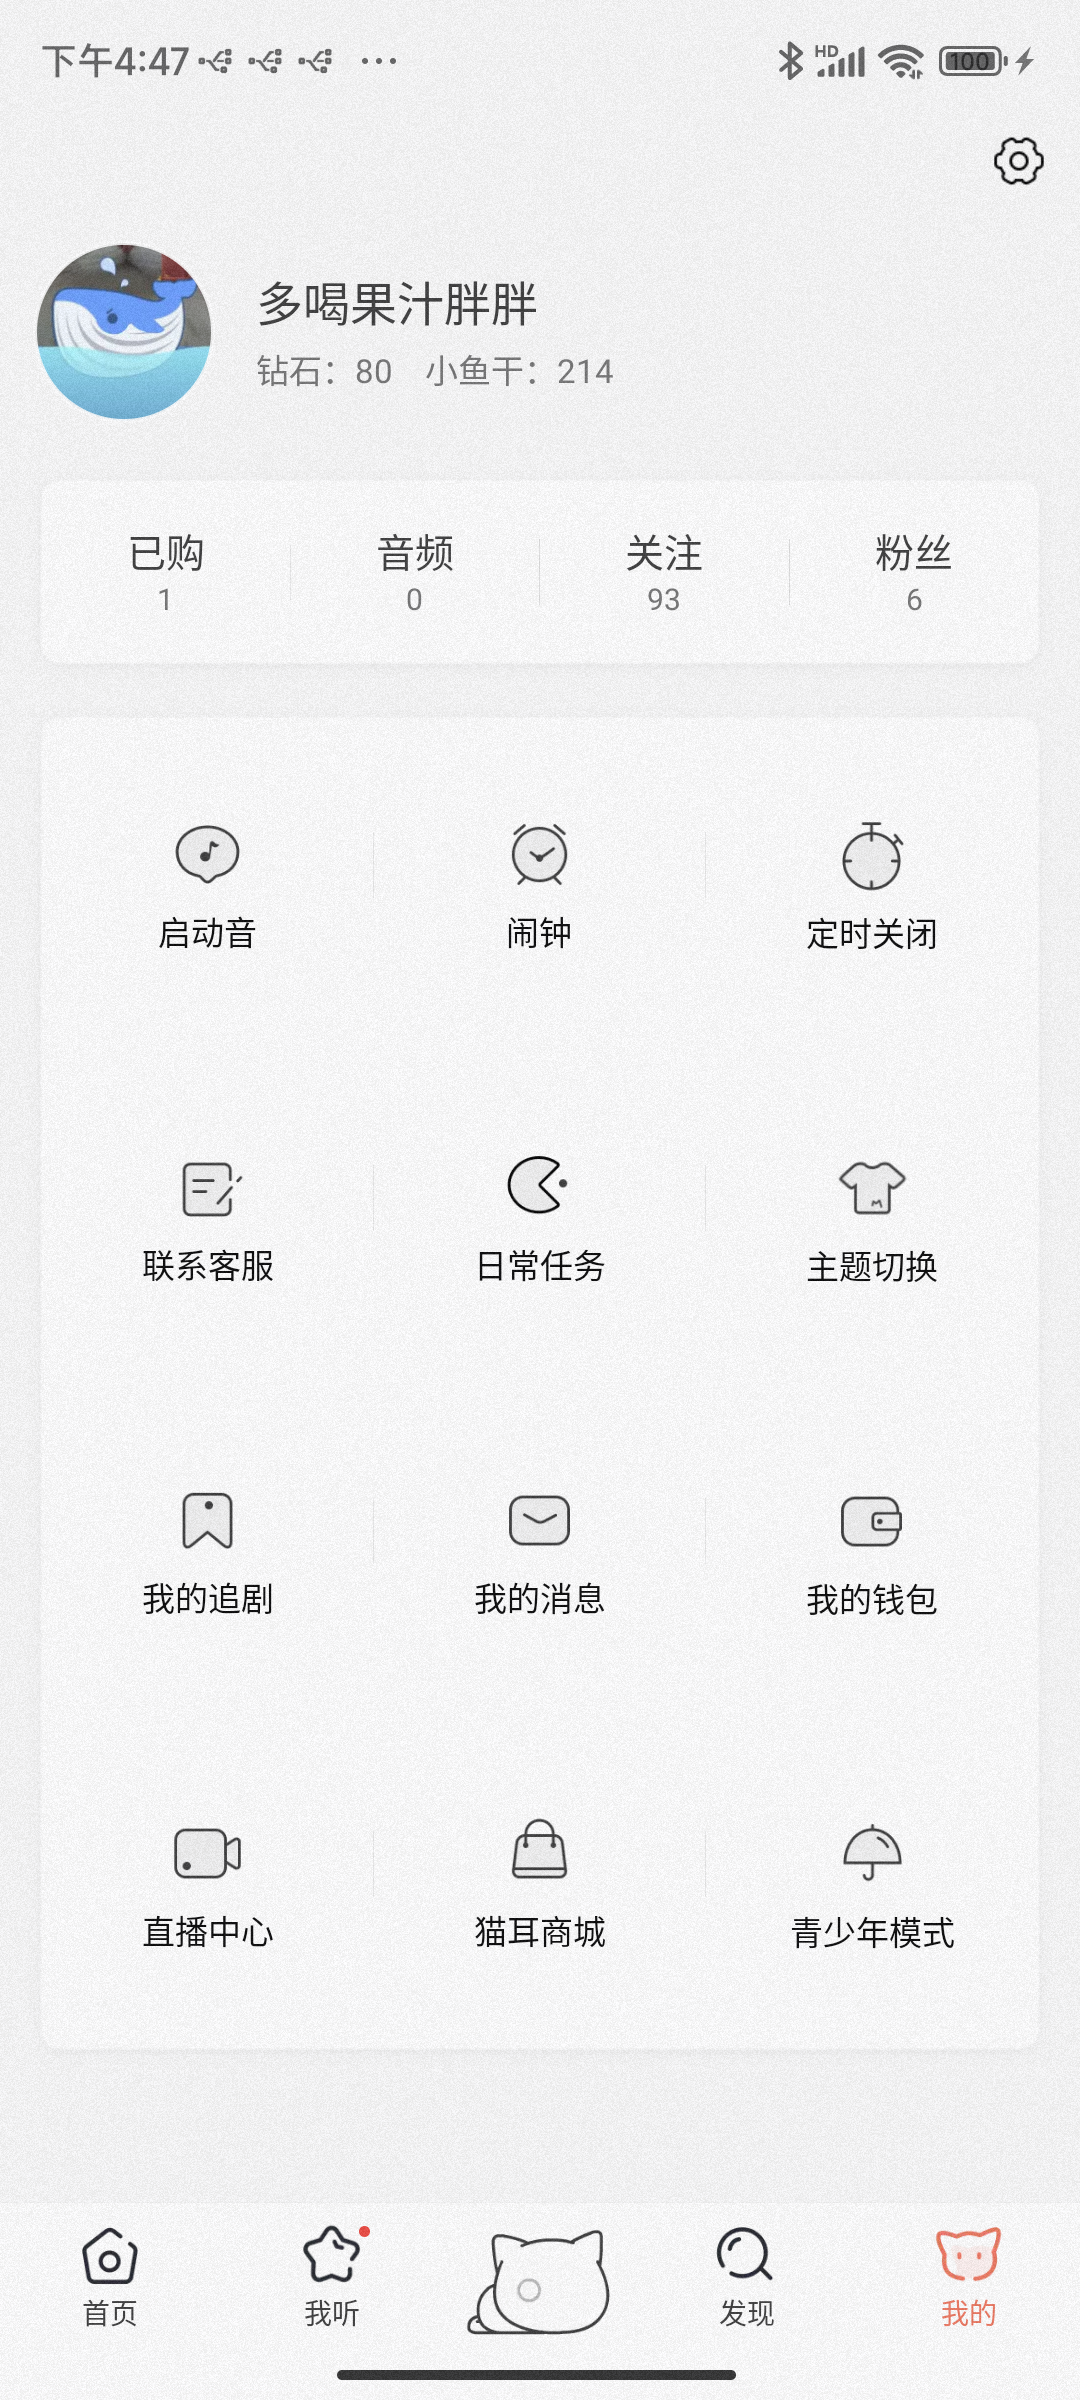 下午4:47 ... HD 100
多喝果汁胖胖
钻石：80 小鱼干：214
已购 音频 关注 粉丝
1 0 93 6
启动音 闹钟 定时关闭
联系客服 日常任务 主题切换
我的追剧 我的消息 我的钱包
直播中心 猫耳商城 青少年模式
首页 我听 发现 我的